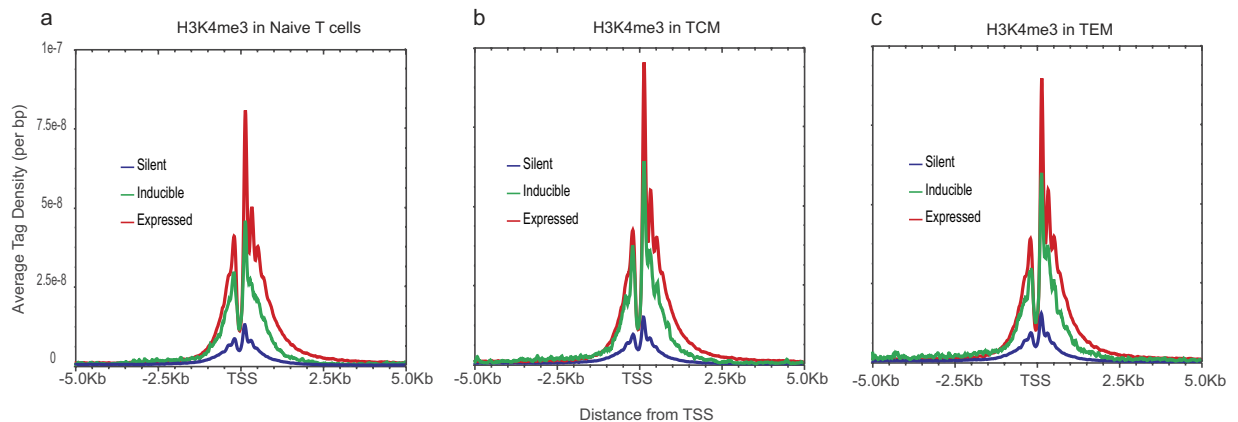 a
H3K4me3 in Naive T cells
b
H3K4me3 in TCM
c
H3K4me3 in TEM
Average Tag Density (per bp)
1e-7
7.5e-8
5e-8
2.5e-8
0
Silent
Inducible
Expressed
Silent
Inducible
Expressed
Silent
Inducible
Expressed
-5.0Kb -2.5Kb TSS 2.5Kb 5.0Kb
-5.0Kb -2.5Kb TSS 2.5Kb 5.0Kb
-5.0Kb -2.5Kb TSS 2.5Kb 5.0Kb
Distance from TSS